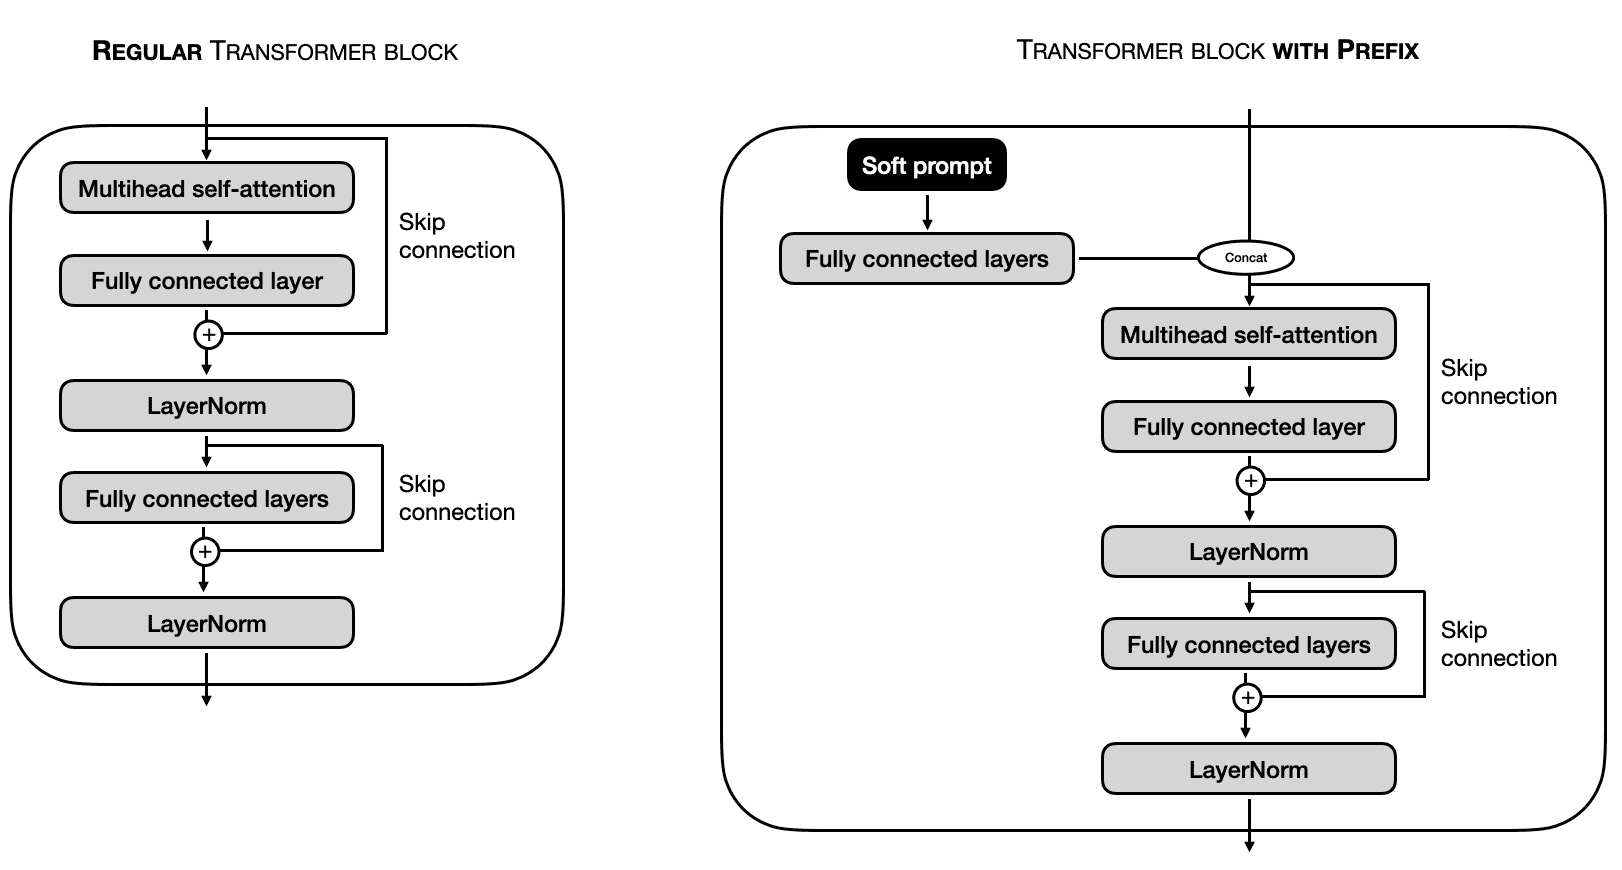 REGULAR TRANSFORMER BLOCK
Multihead self-attention
Skip
connection
Fully connected layer
+
LayerNorm
Fully connected layers
Skip
connection
+
LayerNorm
TRANSFORMER BLOCK WITH PREFIX
Soft prompt
Fully connected layers
Concat
Multihead self-attention
Skip
connection
Fully connected layer
+
LayerNorm
Fully connected layers
Skip
connection
+
LayerNorm